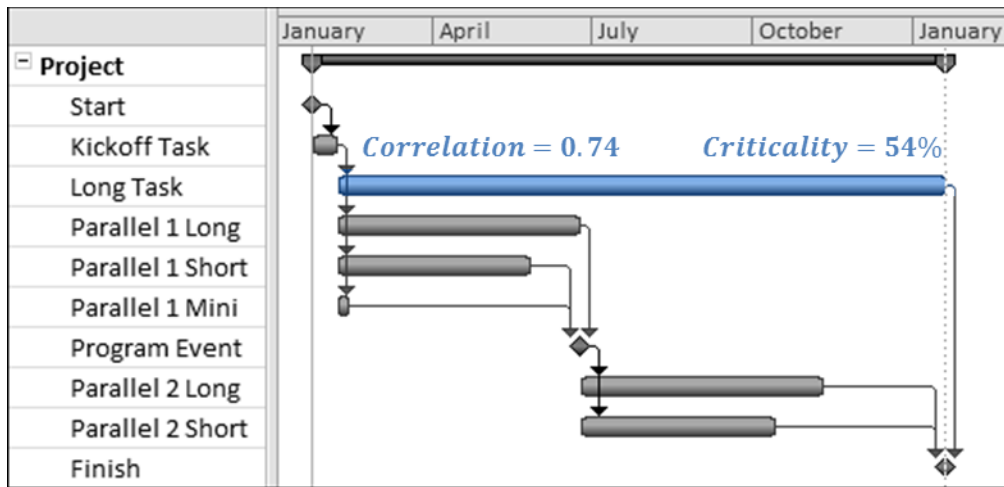 January April July October January
Project
Start
Kickoff Task Correlation = 0.74 Criticality = 54%
Long Task
Parallel 1 Long
Parallel 1 Short
Parallel 1 Mini
Program Event
Parallel 2 Long
Parallel 2 Short
Finish